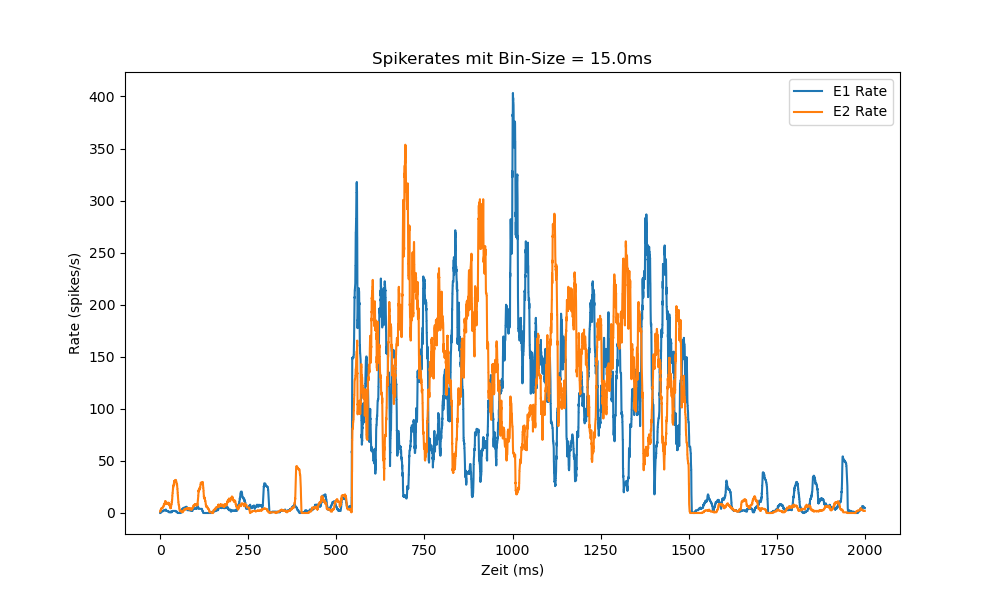 Spikerates mit Bin-Size = 15.0ms
E1 Rate
E2 Rate
400
350
300
250
200
150
100
50
0
Rate (spikes/s)
0 250 500 750 1000 1250 1500 1750 2000
Zeit (ms)